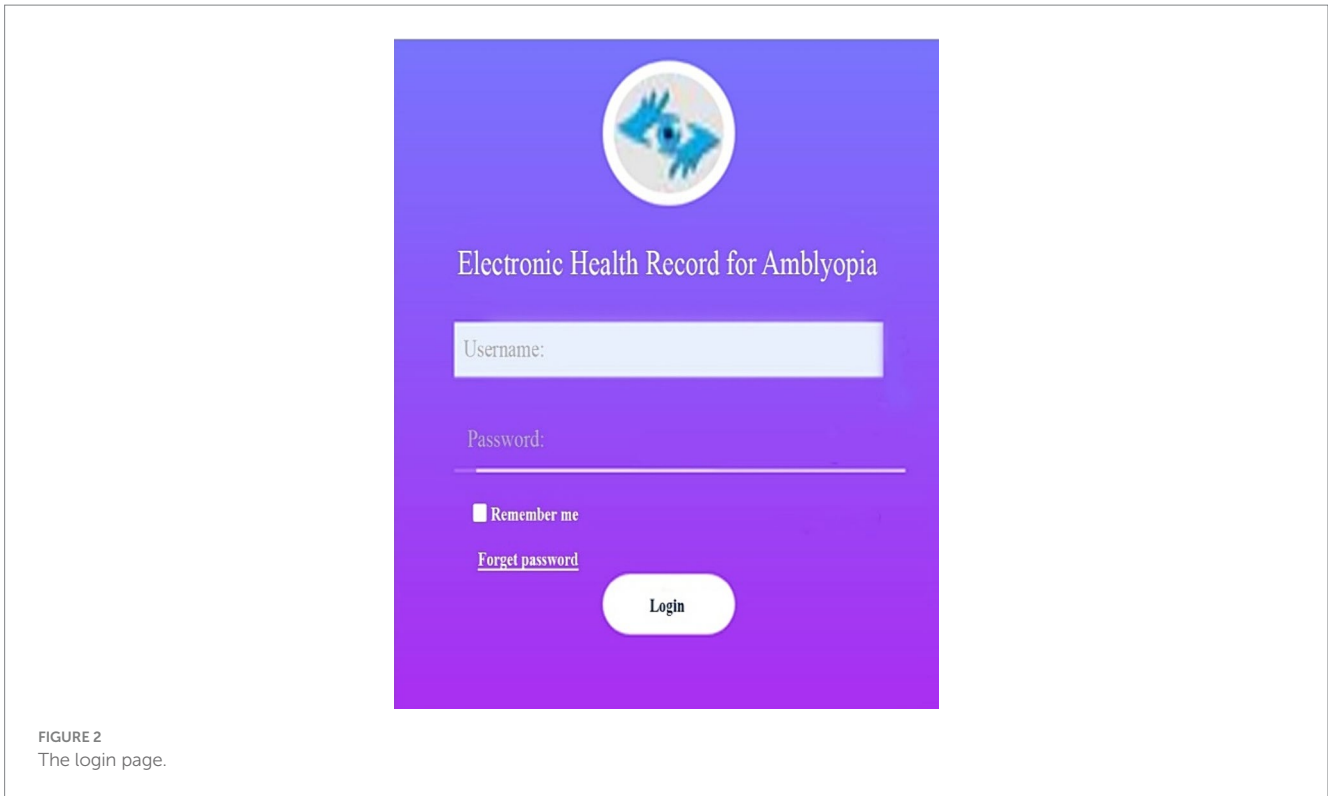 Electronic Health Record for Amblyopia
Username:
Password:
Remember me
Forget password
Login
FIGURE 2
The login page.